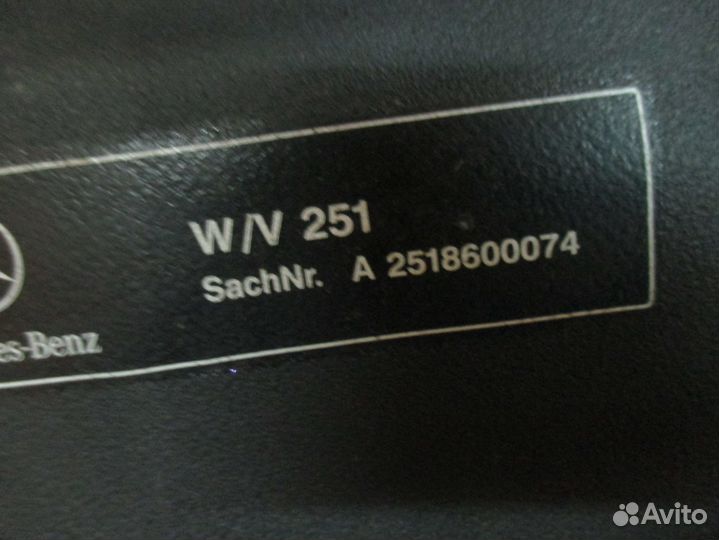 W/V 251
SachNr. A 2518600074
es-Benz
Avito